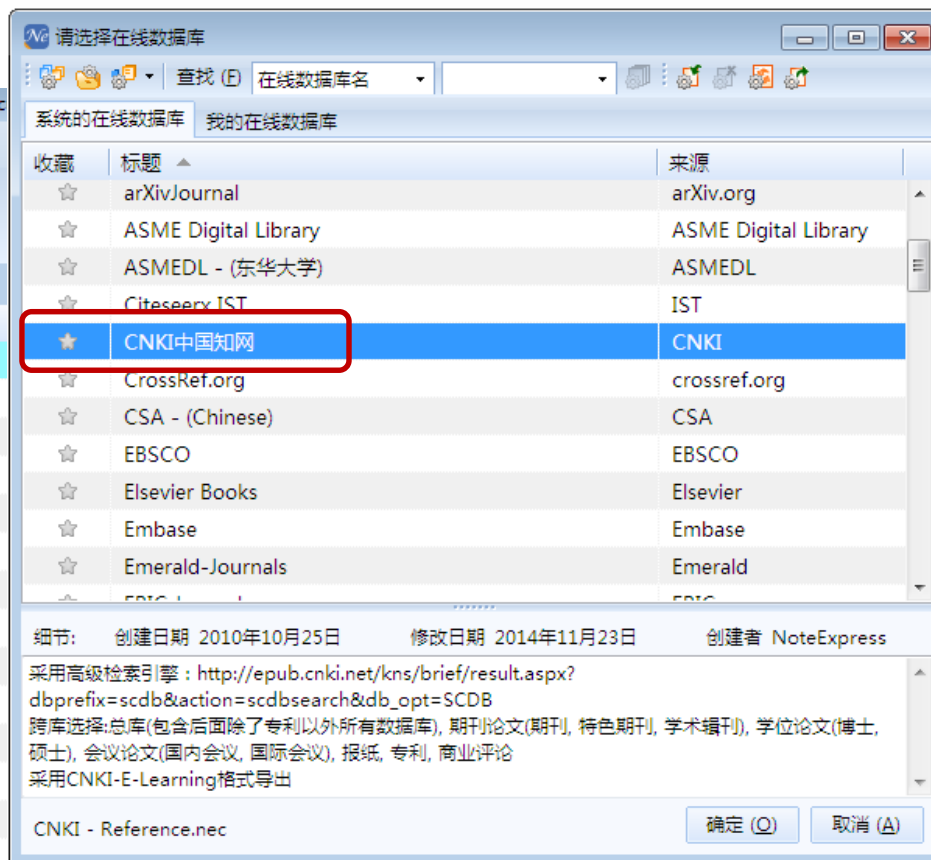 Ne 请选择在线数据库
查找 (F) 在线数据库名
系统的在线数据库 我的在线数据库
收藏 标题 来源
arXivJournal arXiv.org
ASME Digital Library ASME Digital Library
ASMEDL - (东华大学) ASMEDL
Citeseerx IST IST
CNKI中国知网 CNKI
CrossRef.org crossref.org
CSA - (Chinese) CSA
EBSCO EBSCO
Elsevier Books Elsevier
Embase Embase
Emerald-Journals Emerald
细节: 创建日期 2010年10月25日 修改日期 2014年11月23日 创建者 NoteExpress
采用高级检索引擎：http://epub.cnki.net/kns/brief/result.aspx?
dbprefix=scdb&action=scdbsearch&db_opt=SCDB
跨库选择:总库(包含后面除了专利以外所有数据库), 期刊论文(期刊, 特色期刊, 学术辑刊), 学位论文(博士,
硕士), 会议论文(国内会议, 国际会议), 报纸, 专利, 商业评论
采用CNKI-E-Learning格式导出
CNKI - Reference.nec 确定 (O) 取消 (A)